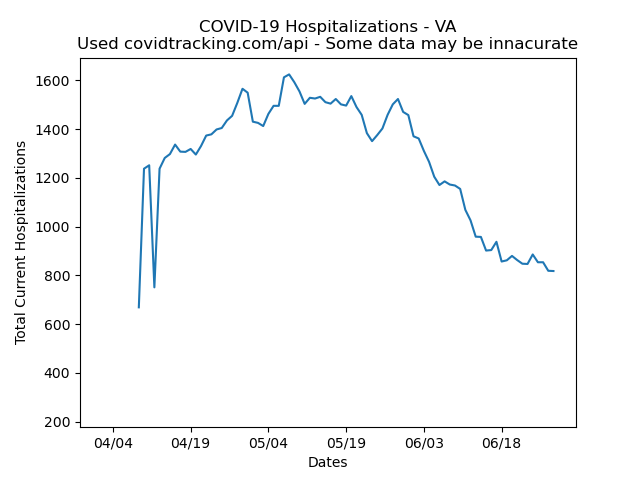 COVID-19 Hospitalizations - VA
Used covidtracking.com/api - Some data may be innacurate
Total Current Hospitalizations
1600
1400
1200
1000
800
600
400
200
04/04 04/19 05/04 05/19 06/03 06/18
Dates